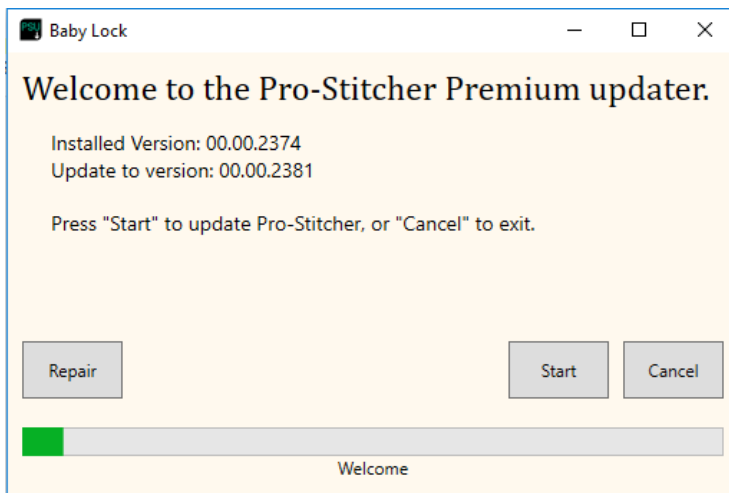 PSU
Baby Lock
Welcome to the Pro-Stitcher Premium updater.
Installed Version: 00.00.2374
Update to version: 00.00.2381
Press "Start" to update Pro-Stitcher, or "Cancel" to exit.
Repair
Start
Cancel
Welcome